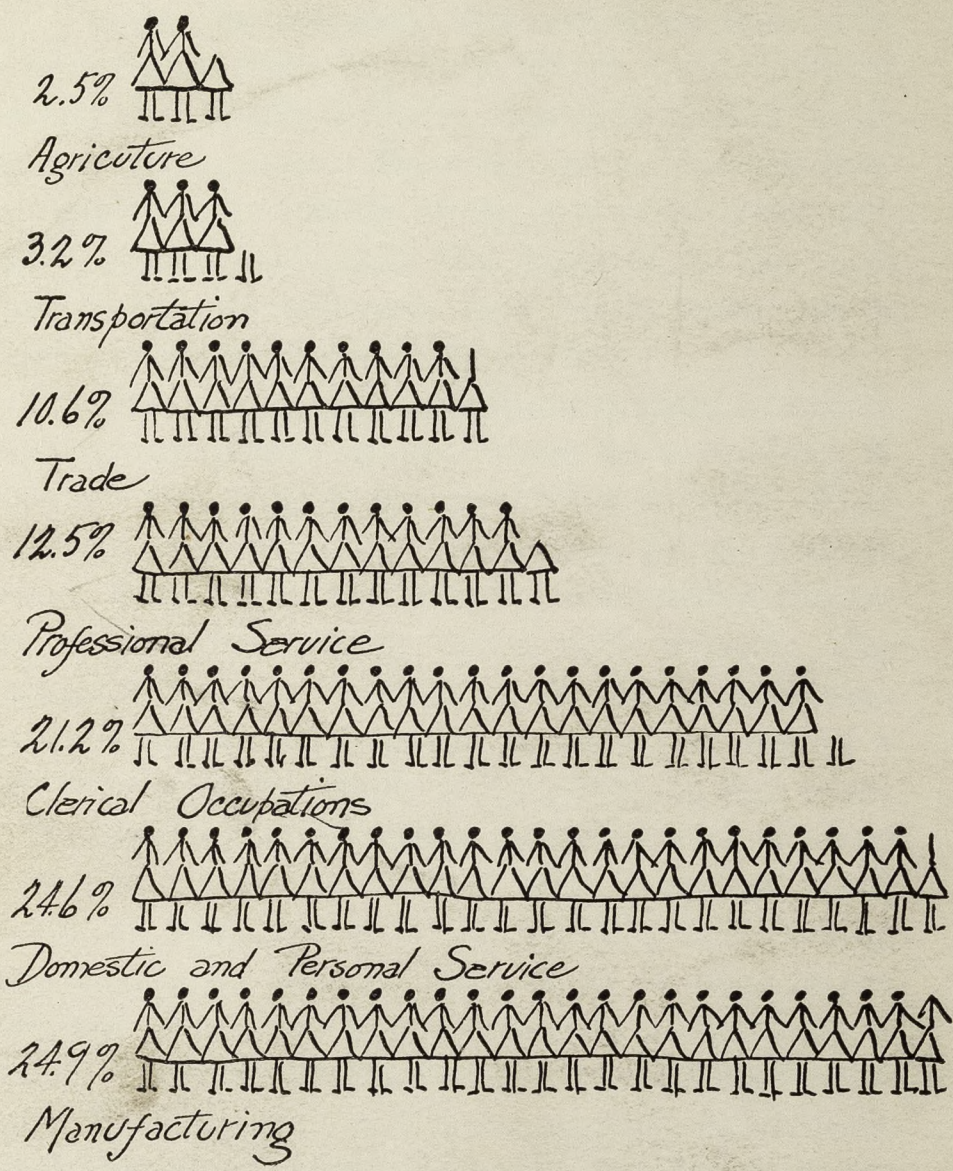 2.5%
Agricuture
3.2%
Transportation
10.6%
Trade
12.5%
Professional Service
21.2%
Clerical Occupations
24.6%
Domestic and Personal Service
24.9%
Manufacturing